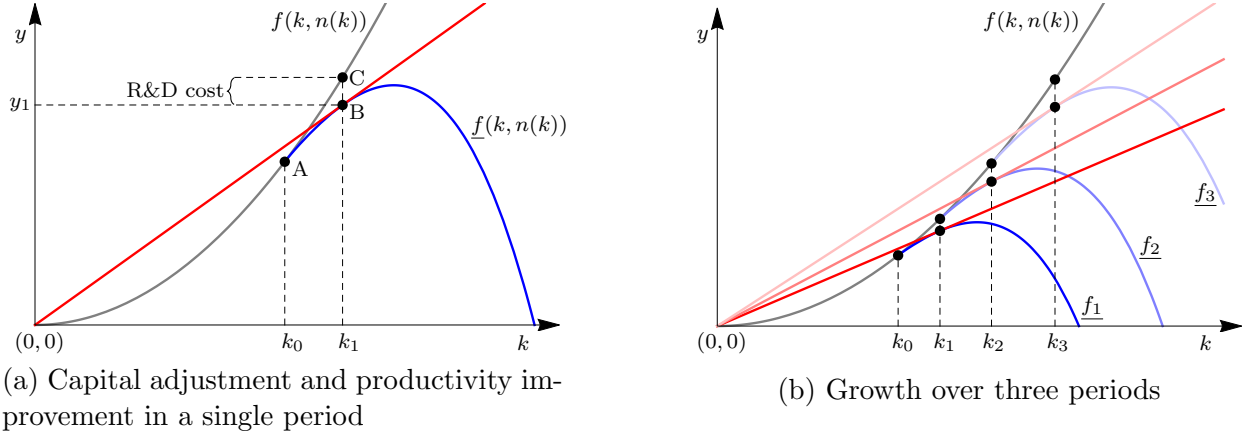 y
f(k, n(k))
C
R&D cost
y₁
B
f(k, n(k))
A
(0, 0)
k₀
k₁
k
(a) Capital adjustment and productivity im-
provement in a single period
y
f(k, n(k))
f₃
f₂
f₁
(0, 0)
k₀
k₁
k₂
k₃
k
(b) Growth over three periods